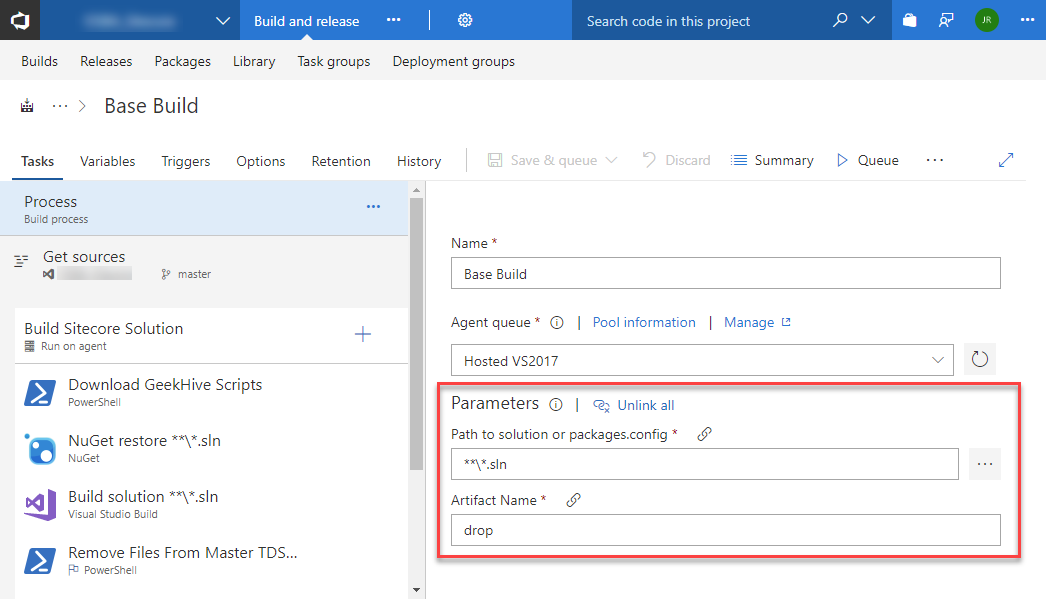 Build and release ... Search code in this project JR ...
Builds Releases Packages Library Task groups Deployment groups
... > Base Build
Tasks Variables Triggers Options Retention History Save & queue Discard Summary Queue ...
Process ...
Build process
Get sources
master
Build Sitecore Solution +
Run on agent
Download GeekHive Scripts
PowerShell
NuGet restore **\*.sln
NuGet
Build solution **\*.sln
Visual Studio Build
Remove Files From Master TDS...
PowerShell
Name *
Base Build
Agent queue * | Pool information | Manage
Hosted VS2017
Parameters | Unlink all
Path to solution or packages.config *
**\*.sln ...
Artifact Name *
drop